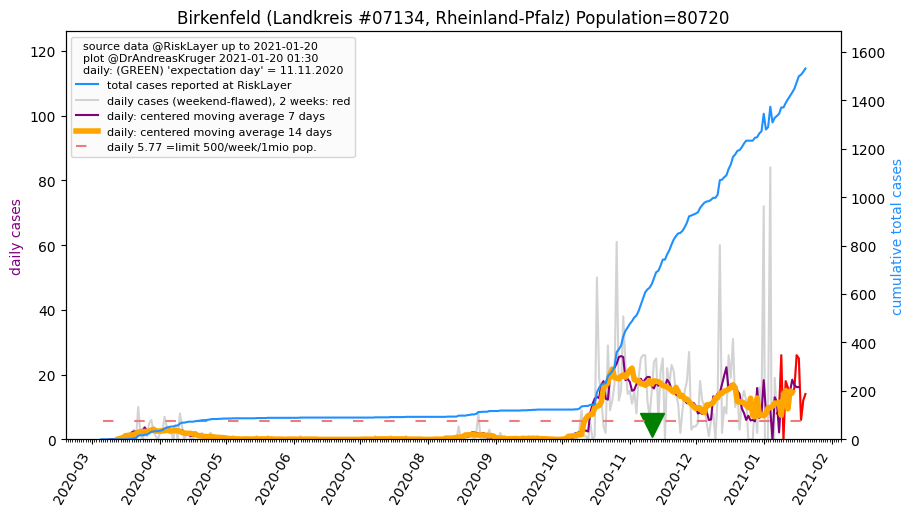 Birkenfeld (Landkreis #07134, Rheinland-Pfalz) Population=80720
source data @RiskLayer up to 2021-01-20
plot @DrAndreasKruger 2021-01-20 01:30
daily: (GREEN) 'expectation day' = 11.11.2020
total cases reported at RiskLayer
daily cases (weekend-flawed), 2 weeks: red
daily: centered moving average 7 days
daily: centered moving average 14 days
daily 5.77 =limit 500/week/1mio pop.
daily cases
120
100
80
60
40
20
0
cumulative total cases
1600
1400
1200
1000
800
600
400
200
0
2020-03
2020-04
2020-05
2020-06
2020-07
2020-08
2020-09
2020-10
2020-11
2020-12
2021-01
2021-02